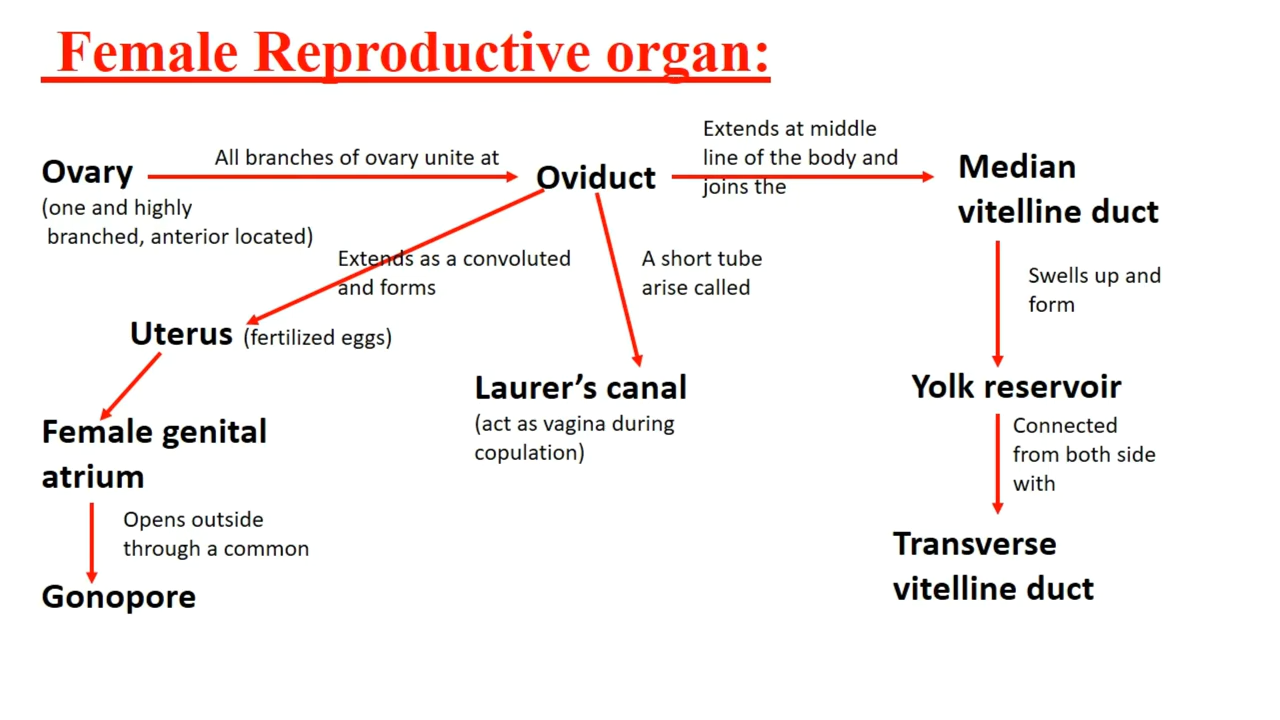 Female Reproductive organ:
Ovary
(one and highly
branched, anterior located)
All branches of ovary unite at
Oviduct
Extends at middle
line of the body and
joins the
Median
vitelline duct
Extends as a convoluted
and forms
A short tube
arise called
Swells up and
form
Uterus (fertilized eggs)
Laurer’s canal
(act as vagina during
copulation)
Yolk reservoir
Connected
from both side
with
Female genital
atrium
Opens outside
through a common
Transverse
vitelline duct
Gonopore